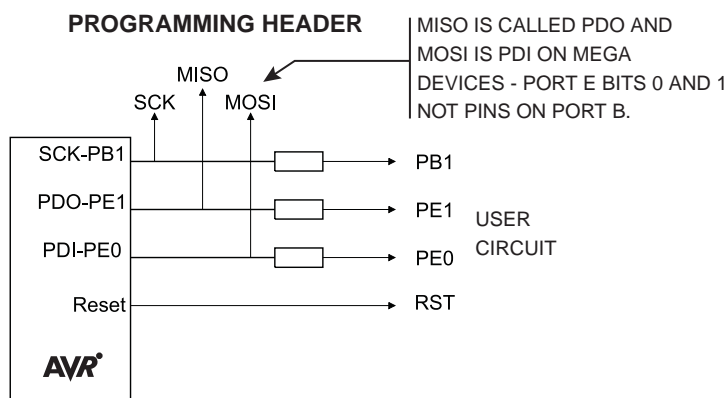 PROGRAMMING HEADER
MISO IS CALLED PDO AND
MOSI IS PDI ON MEGA
DEVICES - PORT E BITS 0 AND 1
NOT PINS ON PORT B.
MISO
SCK
MOSI
SCK-PB1
PB1
PDO-PE1
PE1
USER
CIRCUIT
PDI-PE0
PE0
Reset
RST
AVR